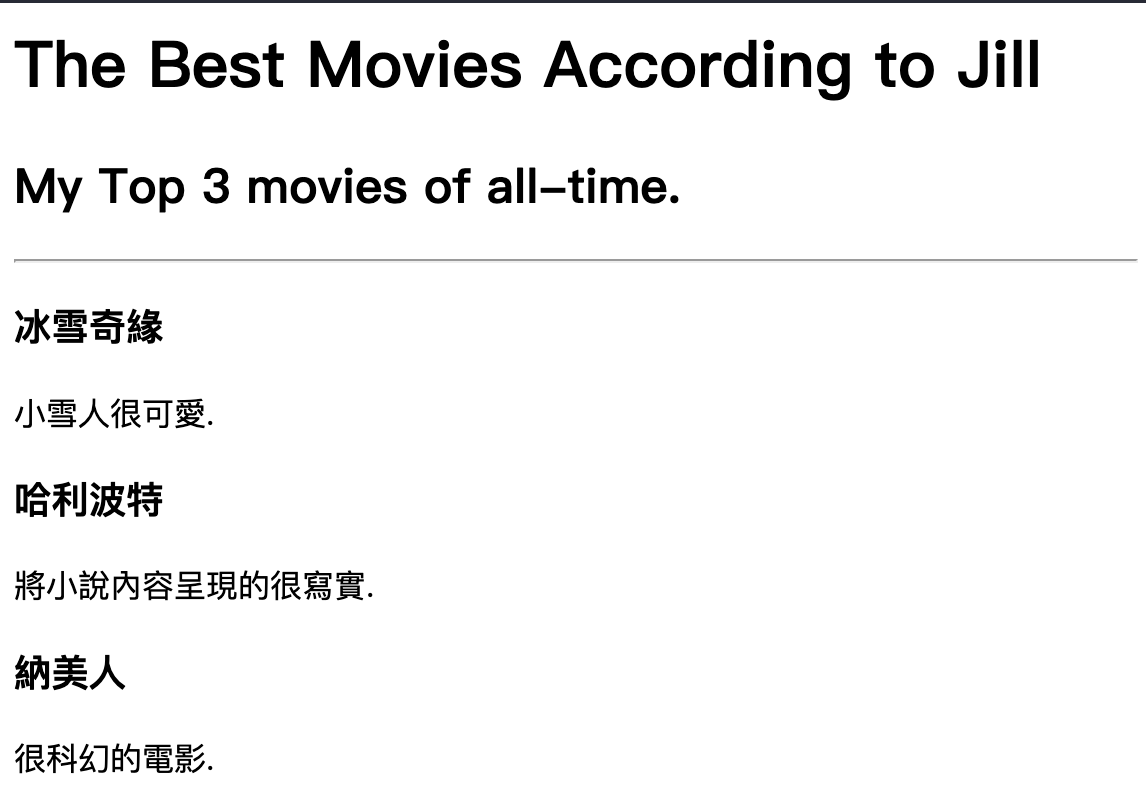 The Best Movies According to Jill
My Top 3 movies of all-time.
冰雪奇緣
小雪人很可愛.
哈利波特
將小說內容呈現的很寫實.
納美人
很科幻的電影.